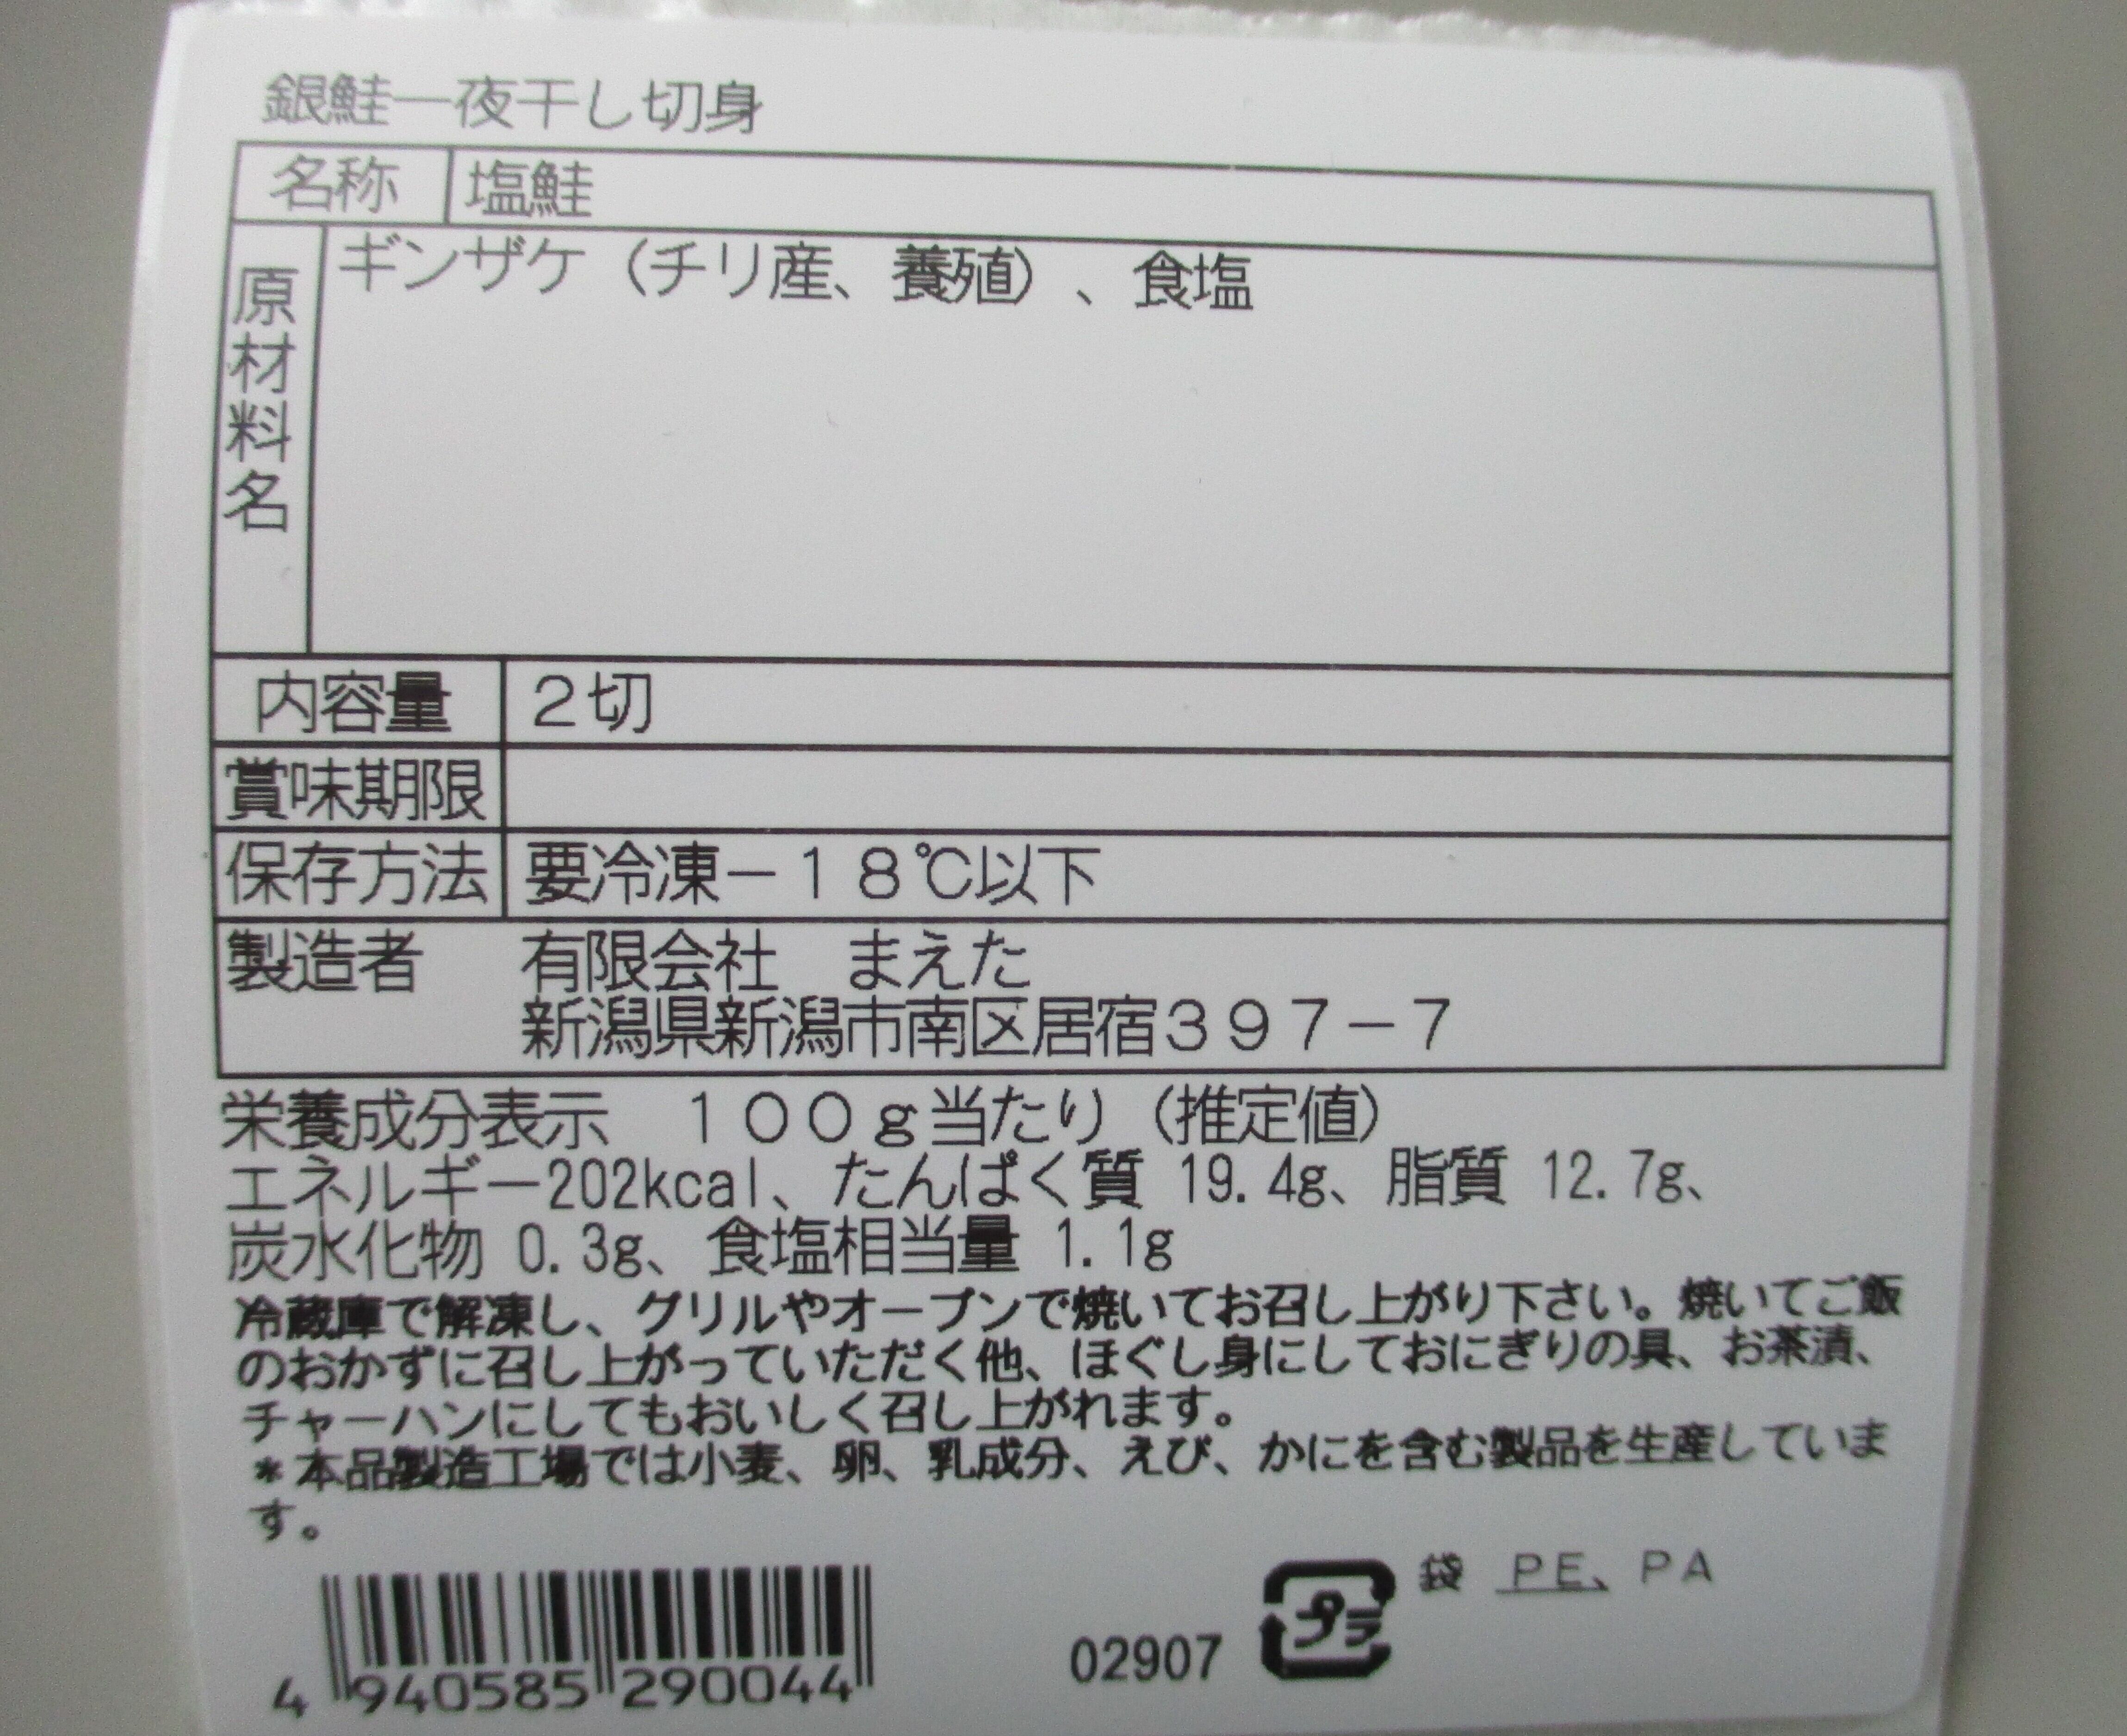 銀鮭一夜干し切身
名称 塩鮭
原材料名 ギンザケ（チリ産、養殖）、食塩
内容量 2切
賞味期限
保存方法 要冷凍－18℃以下
製造者 有限会社 まえた
新潟県新潟市南区居宿397－7
栄養成分表示 100g当たり（推定値）
エネルギー202kcal、たんぱく質 19.4g、脂質 12.7g、
炭水化物 0.3g、食塩相当量 1.1g
冷蔵庫で解凍し、グリルやオーブンで焼いてお召し上がり下さい。焼いてご飯
のおかずに召し上がっていただく他、ほぐし身にしておにぎりの具、お茶漬、
チャーハンにしてもおいしく召し上がれます。
＊本品製造工場では小麦、卵、乳成分、えび、かにを含む製品を生産していま
す。
袋 PE、PA
プラ
02907
4 940585 290044